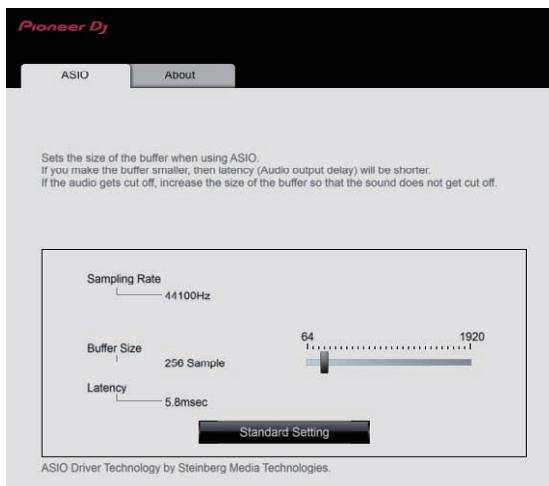 Pioneer Dj
ASIO
About
Sets the size of the buffer when using ASIO.
If you make the buffer smaller, then latency (Audio output delay) will be shorter.
If the audio gets cut off, increase the size of the buffer so that the sound does not get cut off.
Sampling Rate
44100Hz
64
1920
Buffer Size
256 Sample
Latency
5.8msec
Standard Setting
ASIO Driver Technology by Steinberg Media Technologies.